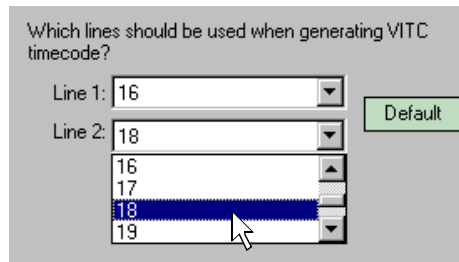 Which lines should be used when generating VITC
timecode?
Line 1: 16
Default
Line 2: 18
16
17
18
19